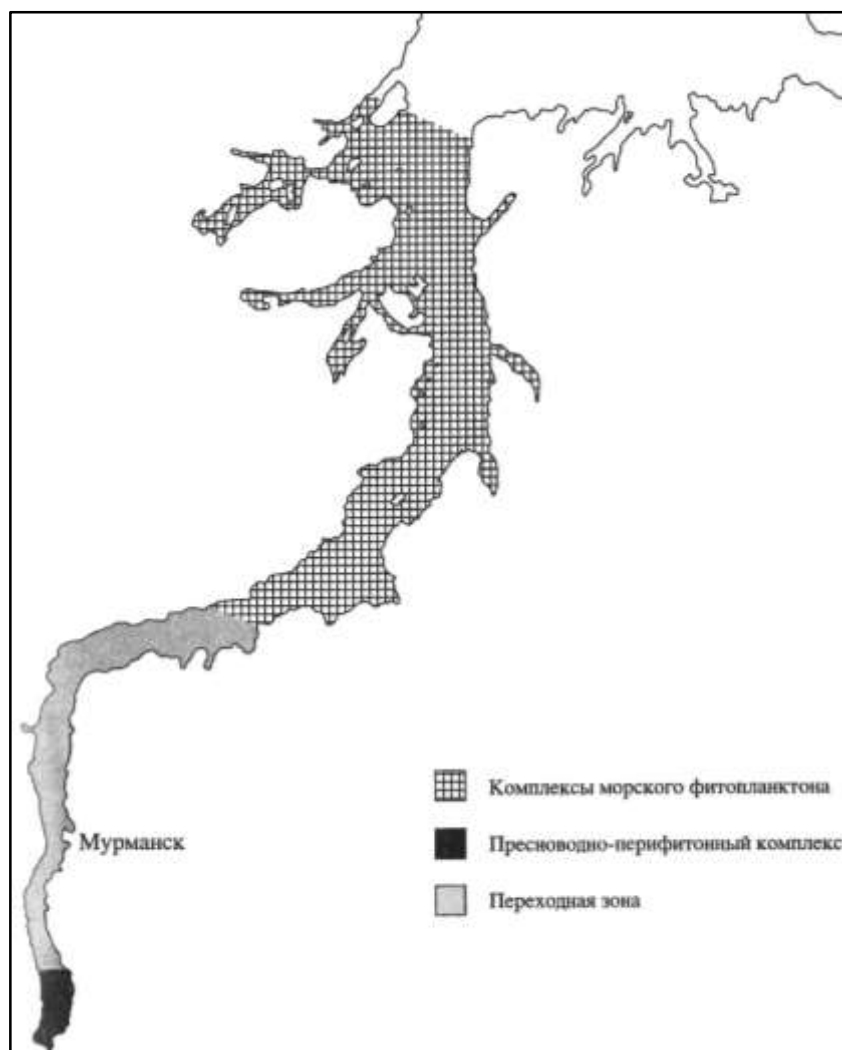 Комплексы морского фитопланктона
Мурманск
Пресноводно-перифитонный комплекс
Переходная зона